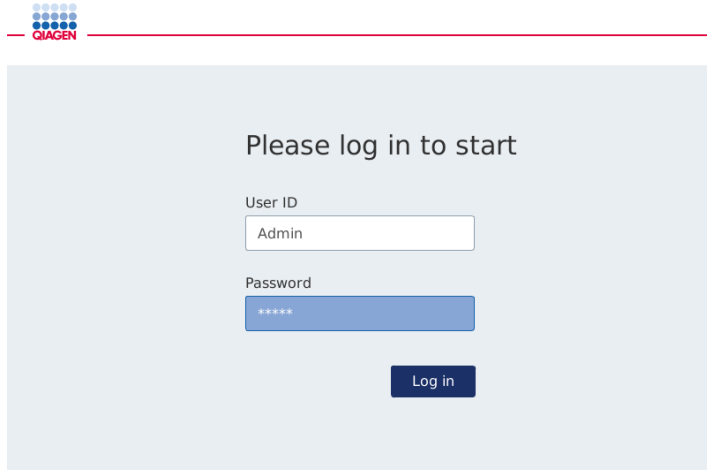 QIAGEN
Please log in to start
User ID
Admin
Password
*****
Log in